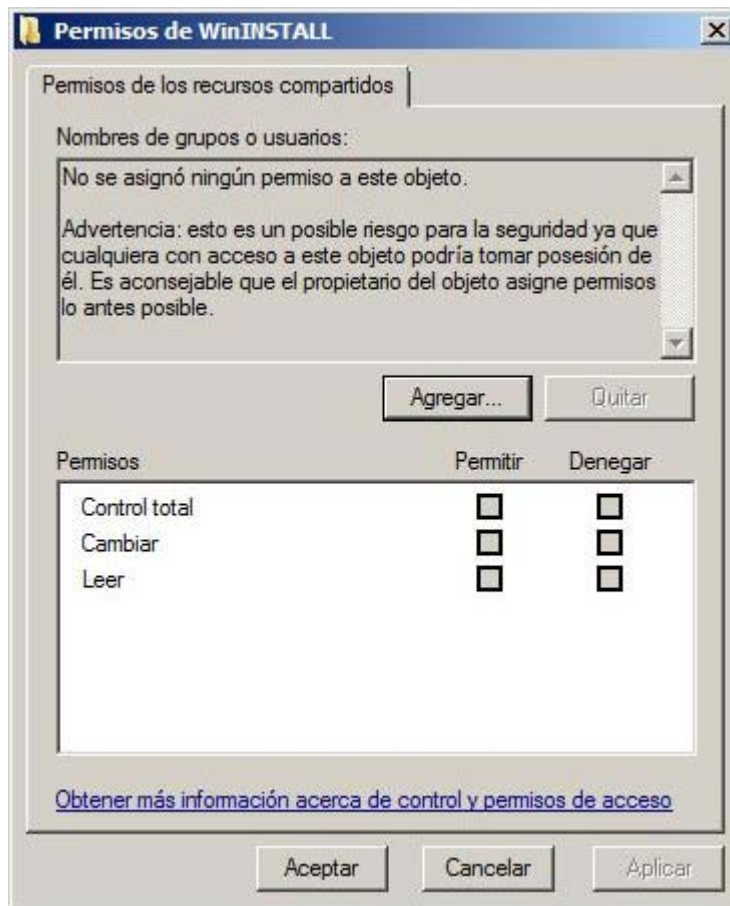 Permisos de WinINSTALL
Permisos de los recursos compartidos
Nombres de grupos o usuarios:
No se asignó ningún permiso a este objeto.
Advertencia: esto es un posible riesgo para la seguridad ya que
cualquiera con acceso a este objeto podría tomar posesión de
él. Es aconsejable que el propietario del objeto asigne permisos
lo antes posible.
Agregar... Quitar
Permisos Permitir Denegar
Control total
Cambiar
Leer
Obtener más información acerca de control y permisos de acceso
Aceptar Cancelar Aplicar